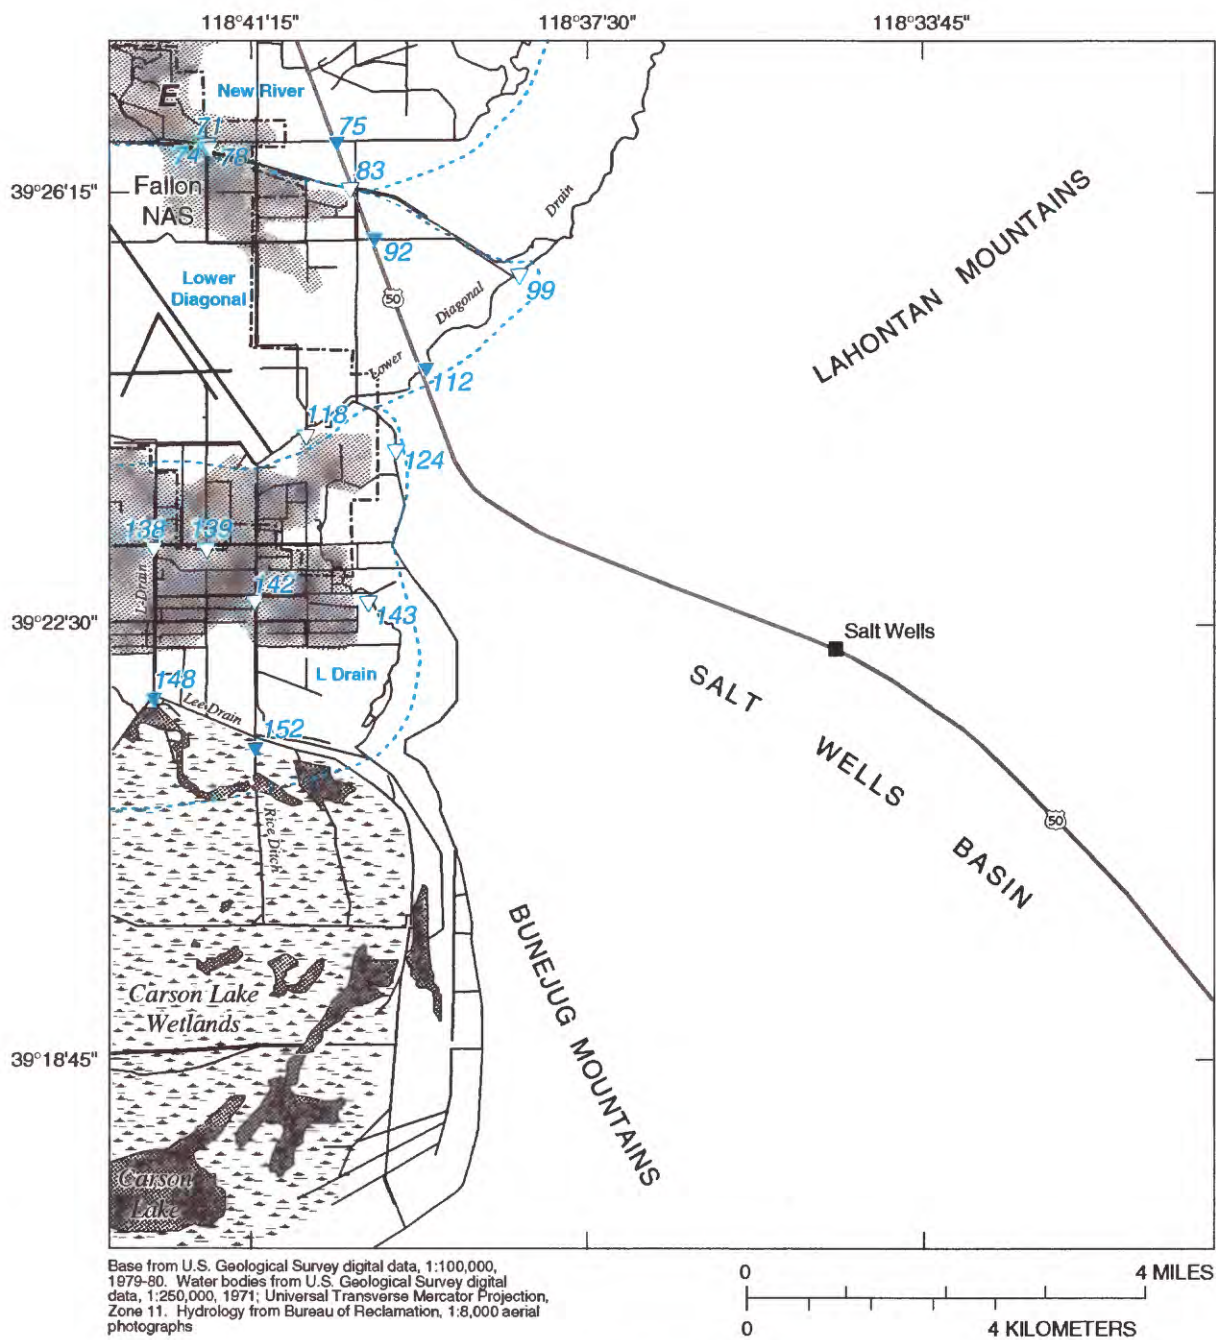 118°41'15"
118°37'30"
118°33'45"
E
New River
71
75
74
78
83
39°26'15"
Fallon
NAS
Drain
92
Lower
Diagonal
99
50
Diagonal
LAHONTAN MOUNTAINS
Lower
112
118
124
138
139
L Drain
142
143
39°22'30"
Salt Wells
148
L Drain
SALT
Lee Drain
152
WELLS
Rice Ditch
50
BASIN
BUNEJUG MOUNTAINS
Carson Lake
Wetlands
39°18'45"
Carson
Lake
Base from U.S. Geological Survey digital data, 1:100,000,
1979-80. Water bodies from U.S. Geological Survey digital
data, 1:250,000, 1971; Universal Transverse Mercator Projection,
Zone 11. Hydrology from Bureau of Reclamation, 1:8,000 aerial
photographs
0
4 MILES
0
4 KILOMETERS